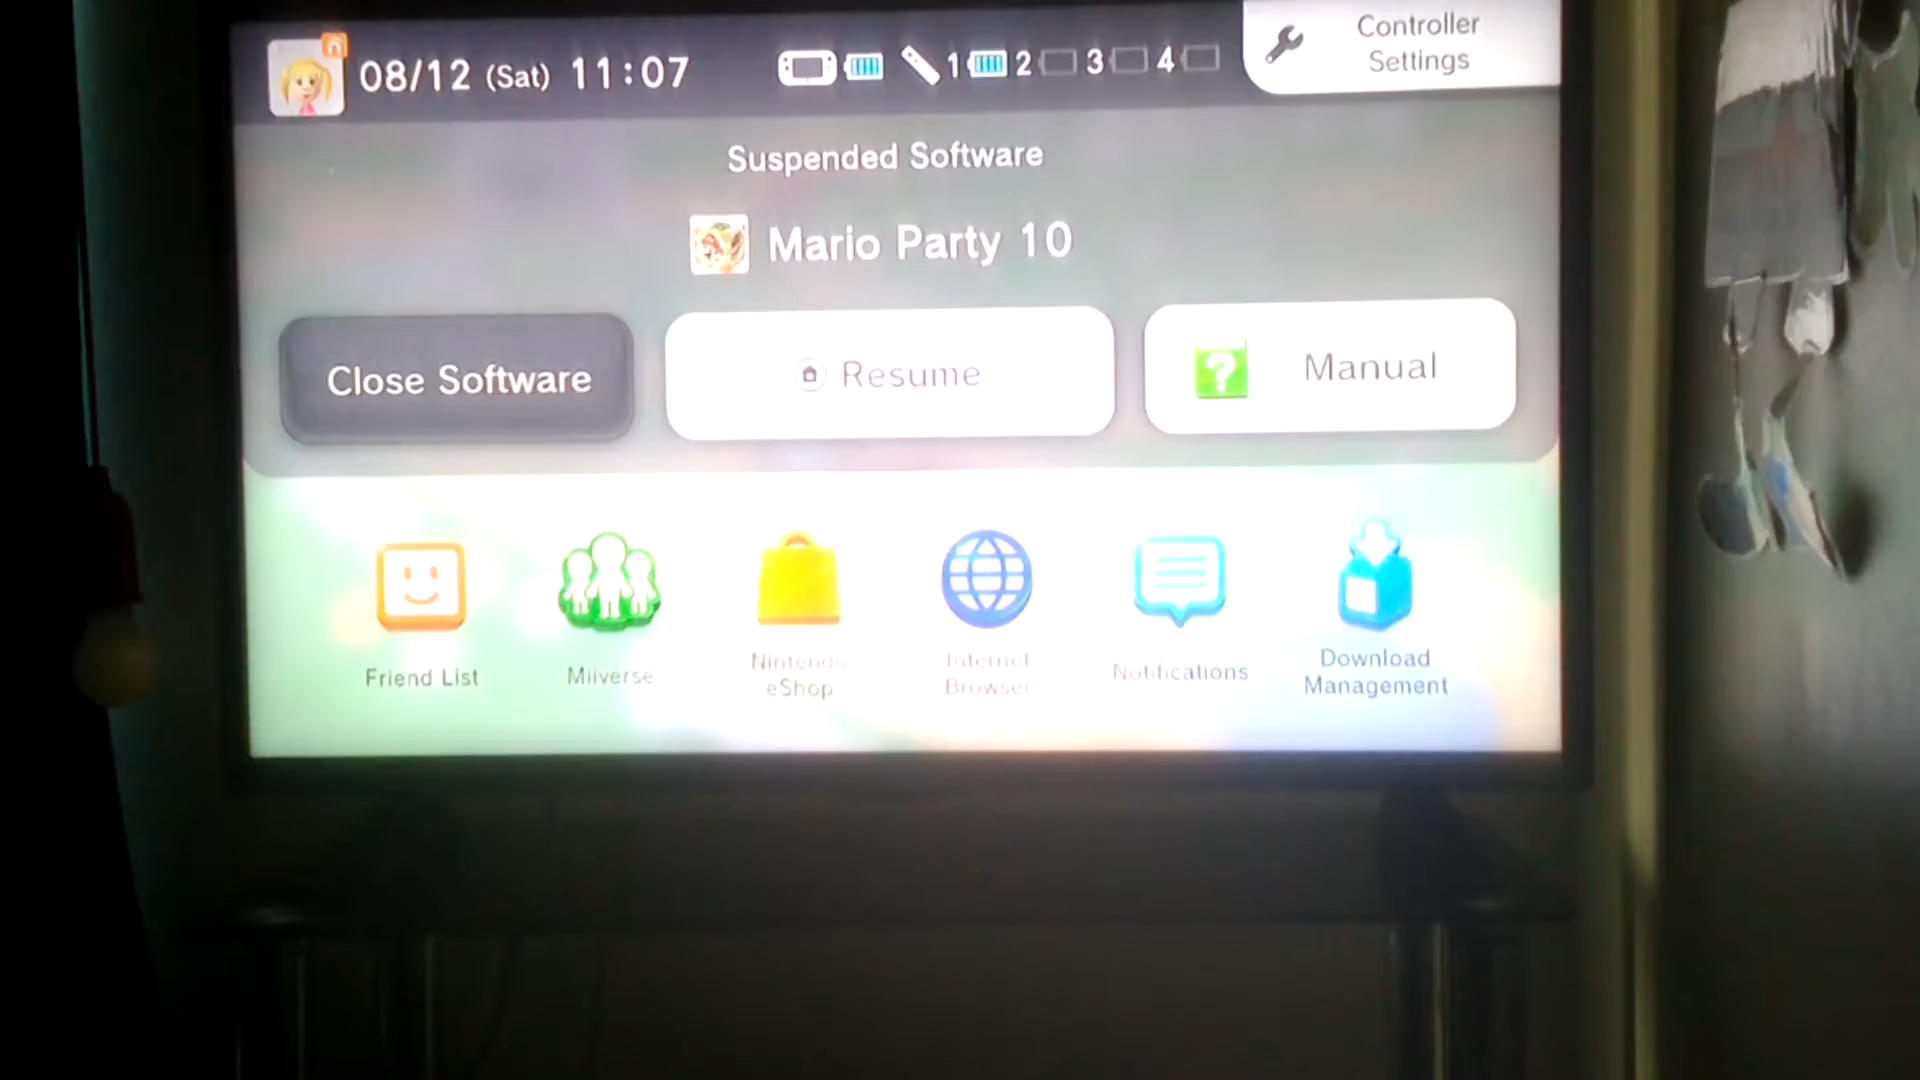 08/12 (Sat) 11:07
1 2 3 4
Controller
Settings
Suspended Software
Mario Party 10
Close Software
Resume
? Manual
Friend List
Miiverse
Nintendo
eShop
Internet
Browser
Notifications
Download
Management